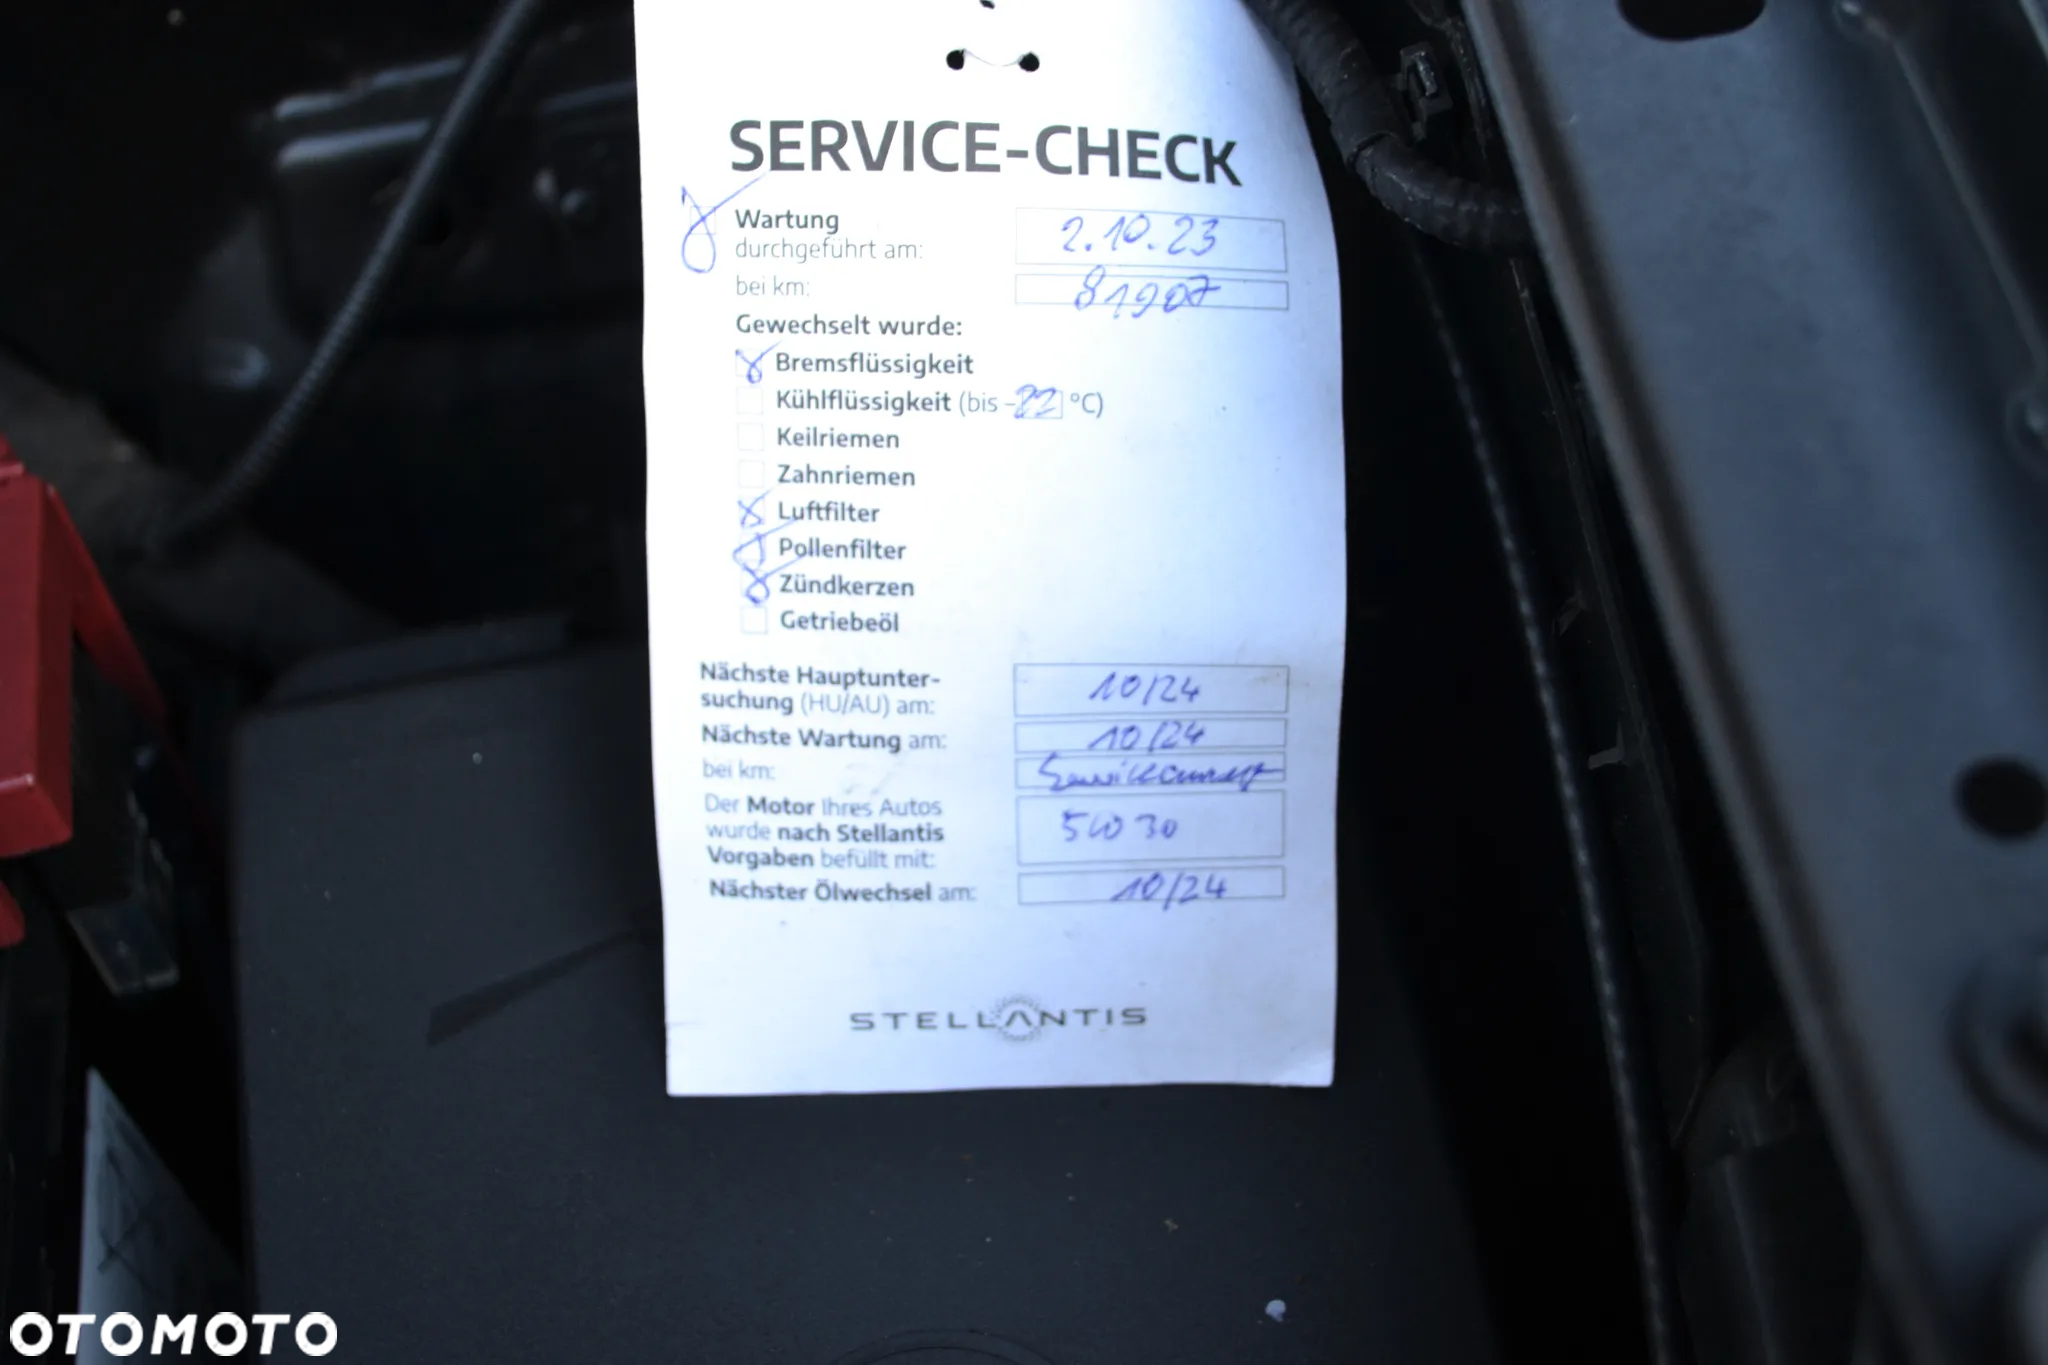 SERVICE-CHECK
Wartung
durchgeführt am: 2.10.23
bei km: 81907
Gewechselt wurde:
Bremsflüssigkeit
Kühlflüssigkeit (bis -22 °C)
Keilriemen
Zahnriemen
Luftfilter
Pollenfilter
Zündkerzen
Getriebeöl
Nächste Hauptunter-
suchung (HU/AU) am: 10/24
Nächste Wartung am: 10/24
bei km:
Der Motor Ihres Autos
wurde nach Stellantis
Vorgaben befüllt mit: 5W30
Nächster Ölwechsel am: 10/24
STELLANTIS
OTOMOTO